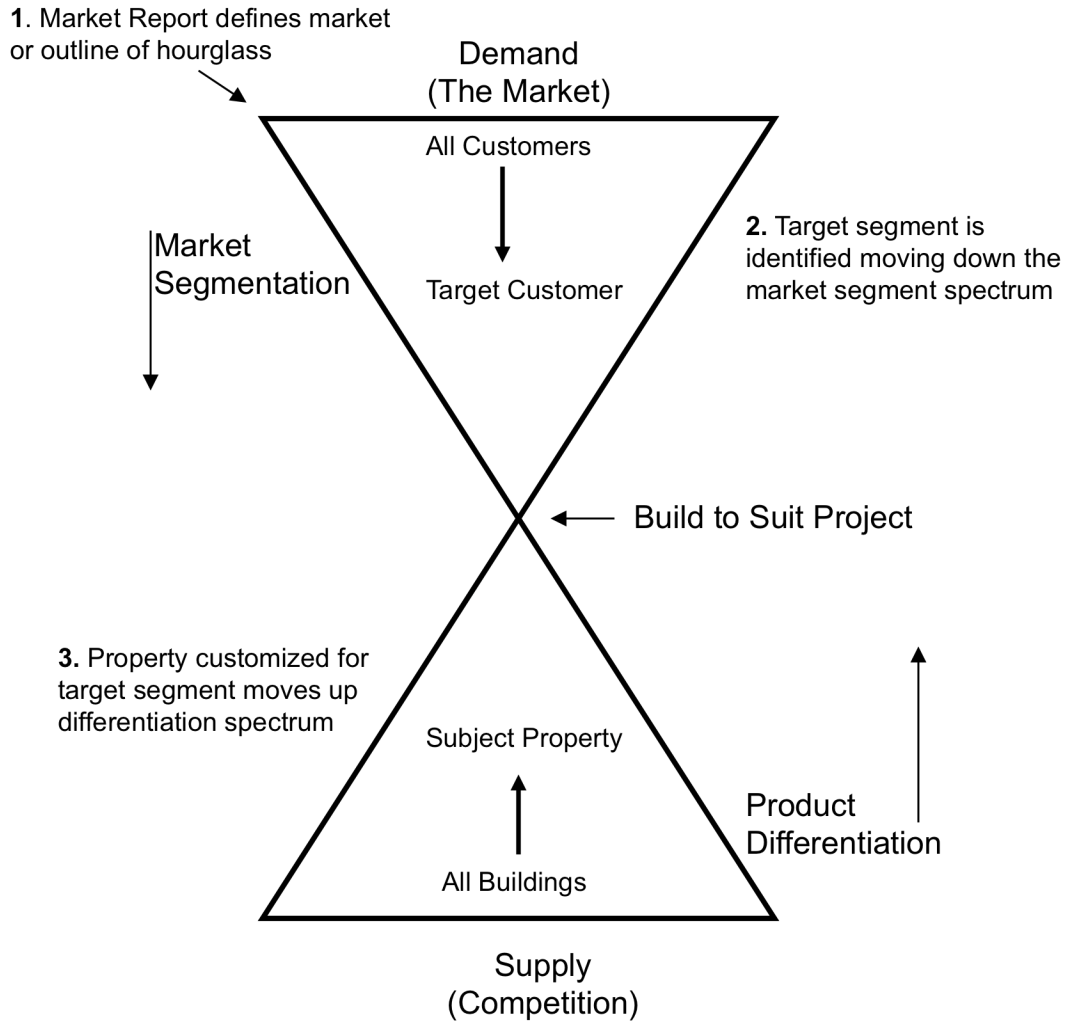 1. Market Report defines market
or outline of hourglass
Demand
(The Market)
All Customers
Market
Segmentation
Target Customer
2. Target segment is
identified moving down the
market segment spectrum
Build to Suit Project
3. Property customized for
target segment moves up
differentiation spectrum
Subject Property
Product
Differentiation
All Buildings
Supply
(Competition)